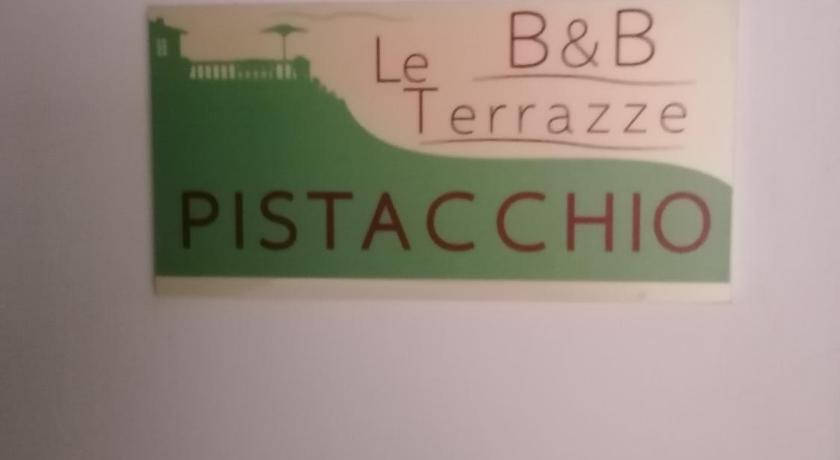 B&B
Le
Terrazze
PISTACCHIO